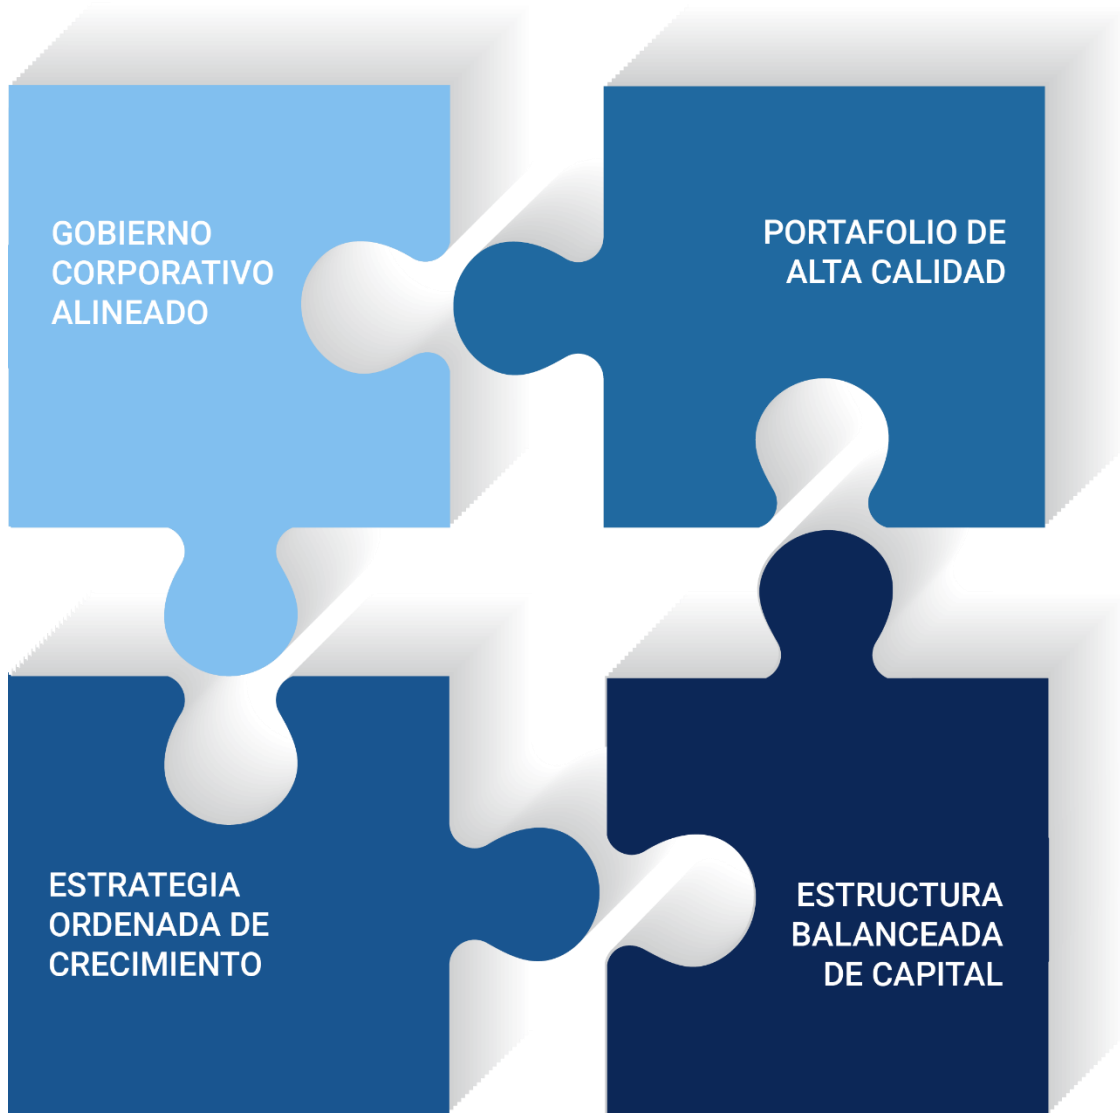 GOBIERNO
CORPORATIVO
ALINEADO
PORTAFOLIO DE
ALTA CALIDAD
ESTRATEGIA
ORDENADA DE
CRECIMIENTO
ESTRUCTURA
BALANCEADA
DE CAPITAL